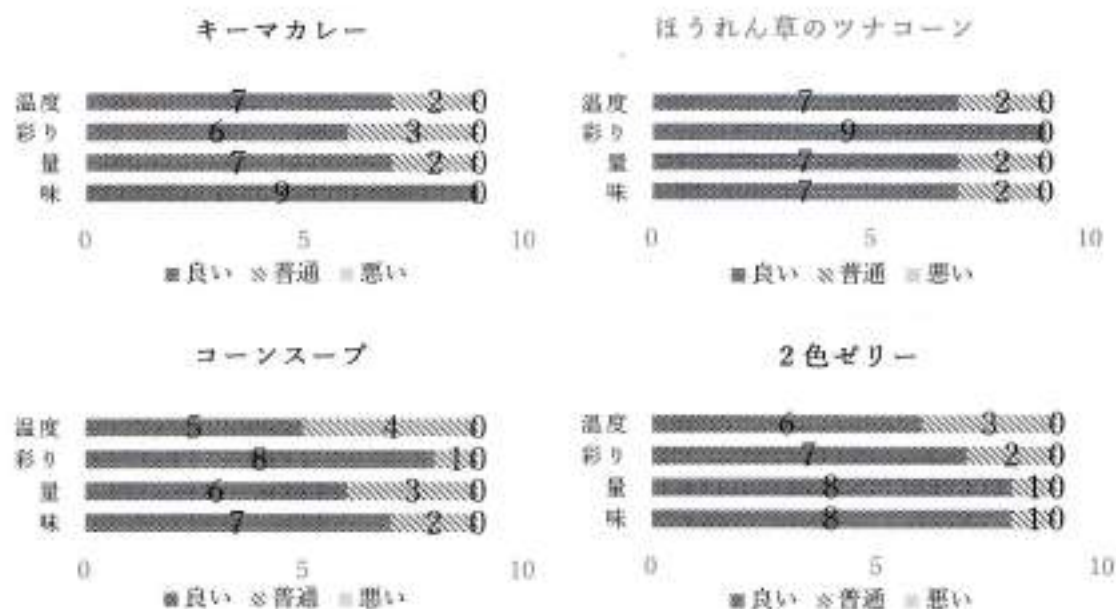 キーマカレー
温度 7 2 0
彩り 6 3 0
量 7 2 0
味 9 0
0 5 10
良い 普通 悪い
ほうれん草のツナコーン
温度 7 2 0
彩り 9 0
量 7 2 0
味 7 2 0
0 5 10
良い 普通 悪い
コーンスープ
温度 5 4 0
彩り 8 1 0
量 6 3 0
味 7 2 0
0 5 10
良い 普通 悪い
2色ゼリー
温度 6 3 0
彩り 7 2 0
量 8 1 0
味 8 1 0
0 5 10
良い 普通 悪い